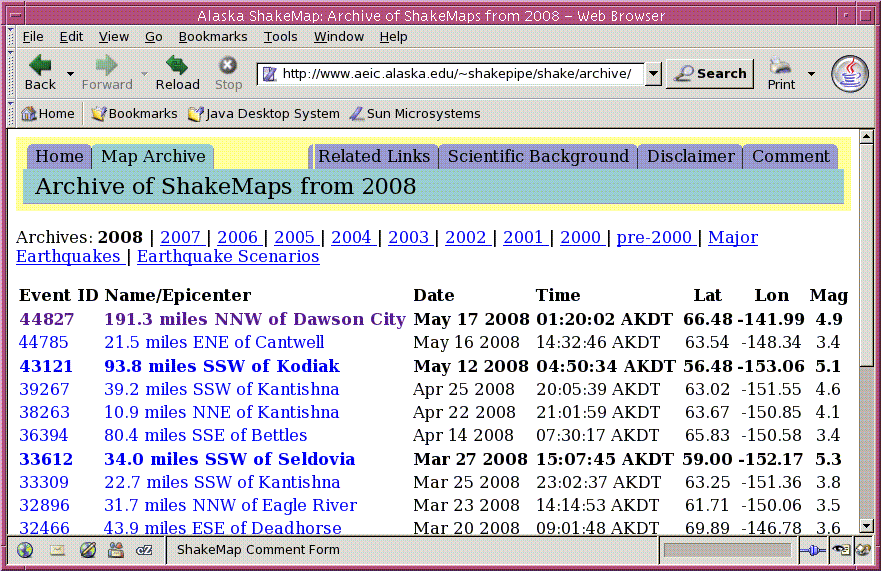 Alaska ShakeMap: Archive of ShakeMaps from 2008 – Web Browser
File Edit View Go Bookmarks Tools Window Help
Back Forward Reload Stop http://www.aeic.alaska.edu/~shakepipe/shake/archive/ Search Print
Home Bookmarks Java Desktop System Sun Microsystems
Home Map Archive Related Links Scientific Background Disclaimer Comment
Archive of ShakeMaps from 2008
Archives: 2008 | 2007 | 2006 | 2005 | 2004 | 2003 | 2002 | 2001 | 2000 | pre-2000 | Major
Earthquakes | Earthquake Scenarios
Event ID Name/Epicenter Date Time Lat Lon Mag
44827 191.3 miles NNW of Dawson City May 17 2008 01:20:02 AKDT 66.48 -141.99 4.9
44785 21.5 miles ENE of Cantwell May 16 2008 14:32:46 AKDT 63.54 -148.34 3.4
43121 93.8 miles SSW of Kodiak May 12 2008 04:50:34 AKDT 56.48 -153.06 5.1
39267 39.2 miles SSW of Kantishna Apr 25 2008 20:05:39 AKDT 63.02 -151.55 4.6
38263 10.9 miles NNE of Kantishna Apr 22 2008 21:01:59 AKDT 63.67 -150.85 4.1
36394 80.4 miles SSE of Bettles Apr 14 2008 07:30:17 AKDT 65.83 -150.58 3.4
33612 34.0 miles SSW of Seldovia Mar 27 2008 15:07:45 AKDT 59.00 -152.17 5.3
33309 22.7 miles SSW of Kantishna Mar 25 2008 23:02:37 AKDT 63.25 -151.36 3.8
32896 31.7 miles NNW of Eagle River Mar 23 2008 14:14:53 AKDT 61.71 -150.06 3.5
32466 43.9 miles ESE of Deadhorse Mar 20 2008 09:01:48 AKDT 69.89 -146.78 3.6
ShakeMap Comment Form